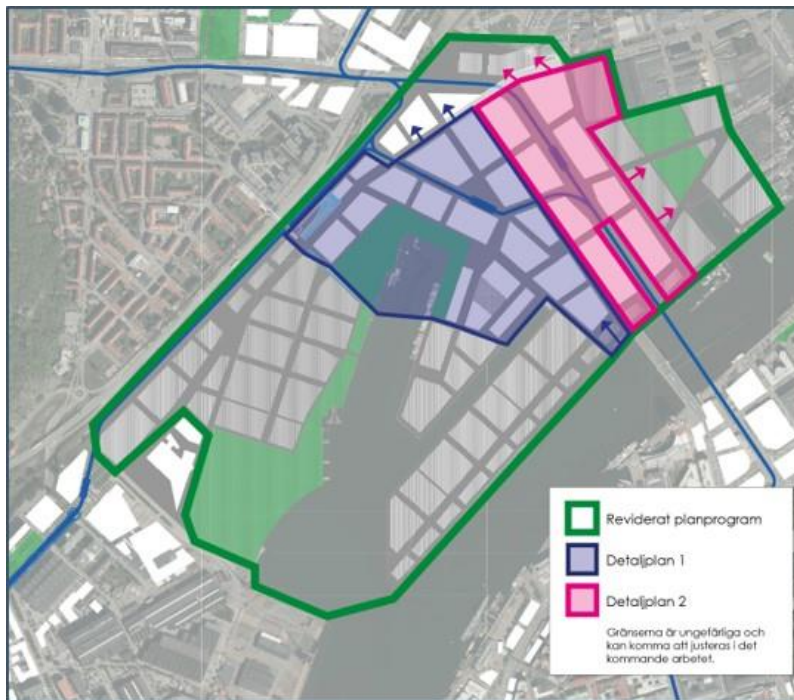 Reviderat planprogram
Detaljplan 1
Detaljplan 2
Gränserna är ungefärliga och
kan komma att justeras i det
kommande arbetet.